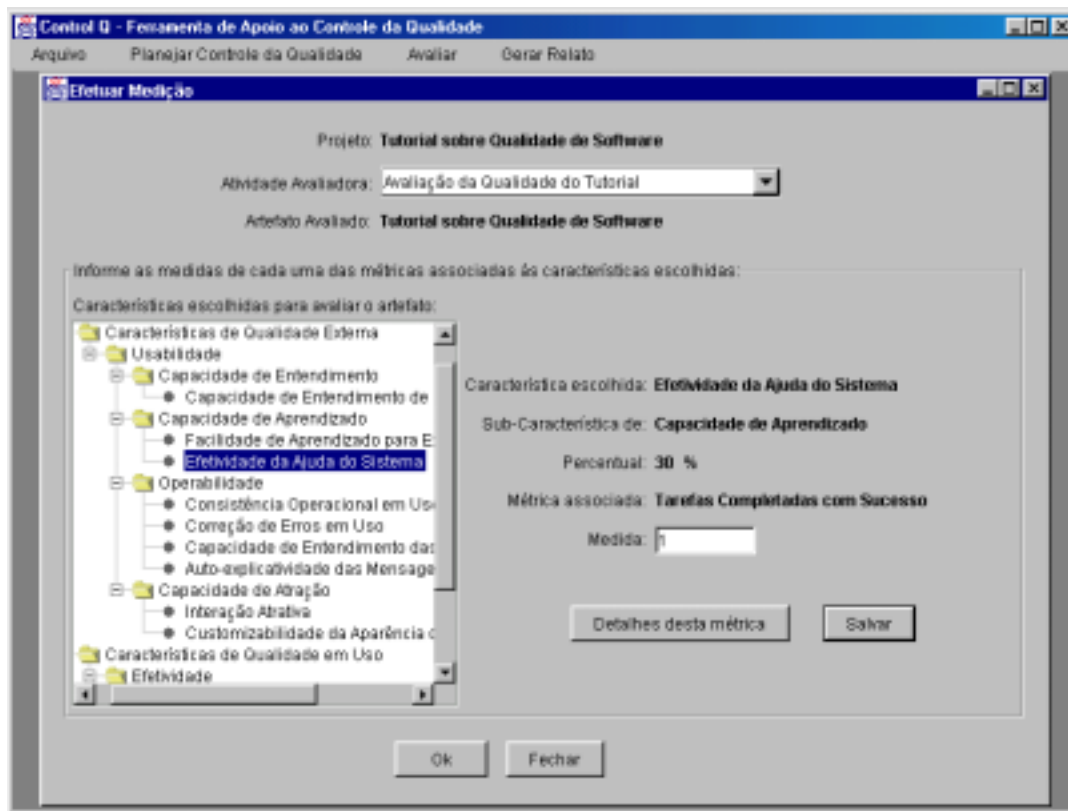 Control Q - Ferramenta de Apoio ao Controle da Qualidade
Arquivo Planejar Controle da Qualidade Avaliar Gerar Relato
Efetuar Medição
Projeto: Tutorial sobre Qualidade de Software
Atividade Avaliadora: Avaliação da Qualidade do Tutorial
Artefato Avaliado: Tutorial sobre Qualidade de Software
Informe as medidas de cada uma das métricas associadas às características escolhidas:
Características escolhidas para avaliar o artefato:
Características de Qualidade Externa
Usabilidade
Capacidade de Entendimento
Capacidade de Entendimento de
Capacidade de Aprendizado
Facilidade de Aprendizado para E
Efetividade da Ajuda do Sistema
Operabilidade
Consistência Operacional em Us
Correção de Erros em Uso
Capacidade de Entendimento das
Auto-explicatividade das Mensage
Capacidade de Atração
Interação Atrativa
Customizabilidade da Aparência d
Características de Qualidade em Uso
Efetividade
Característica escolhida: Efetividade da Ajuda do Sistema
Sub-Característica de: Capacidade de Aprendizado
Percentual: 30 %
Métrica associada: Tarefas Completadas com Sucesso
Medida: 1
Detalhes desta métrica Salvar
Ok Fechar